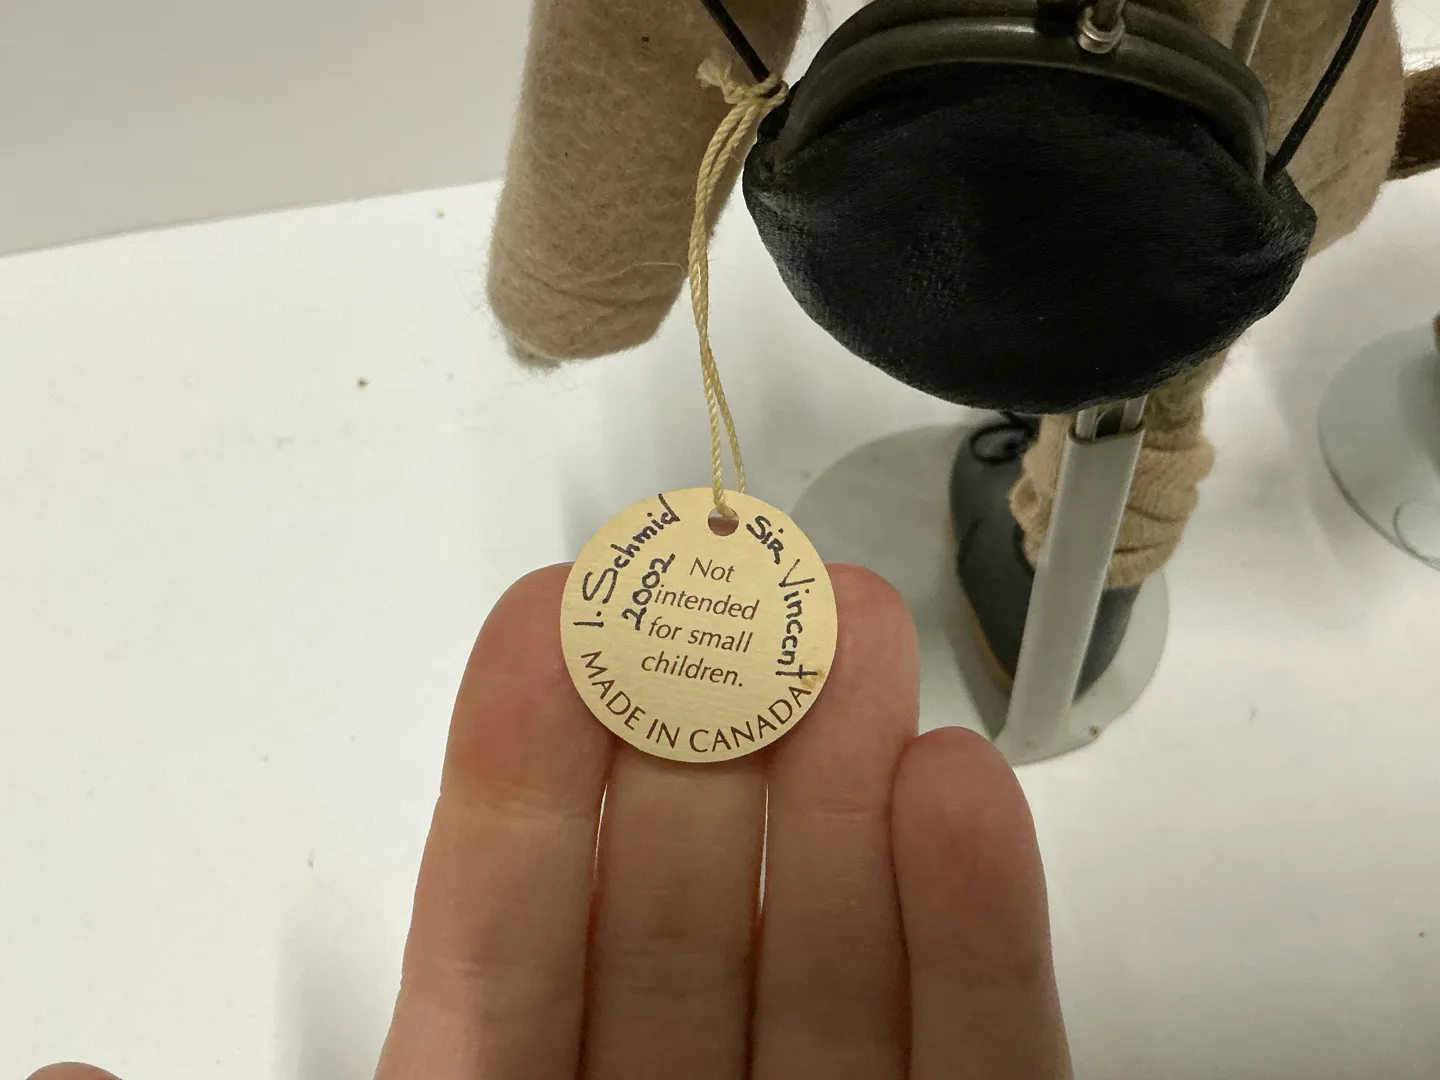 I. Schmid
2002
Sir Vincent
Not
intended
for small
children.
MADE IN CANADA